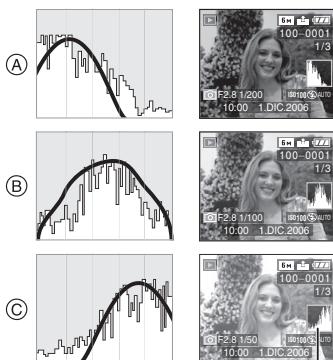 A
6M
100-0001
1/3
F2.8 1/200
ISO100
AUTO
10:00 1.DIC.2006
B
6M
100-0001
1/3
F2.8 1/100
ISO100
AUTO
10:00 1.DIC.2006
C
6M
100-0001
1/3
F2.8 1/50
ISO100
AUTO
10:00 1.DIC.2006